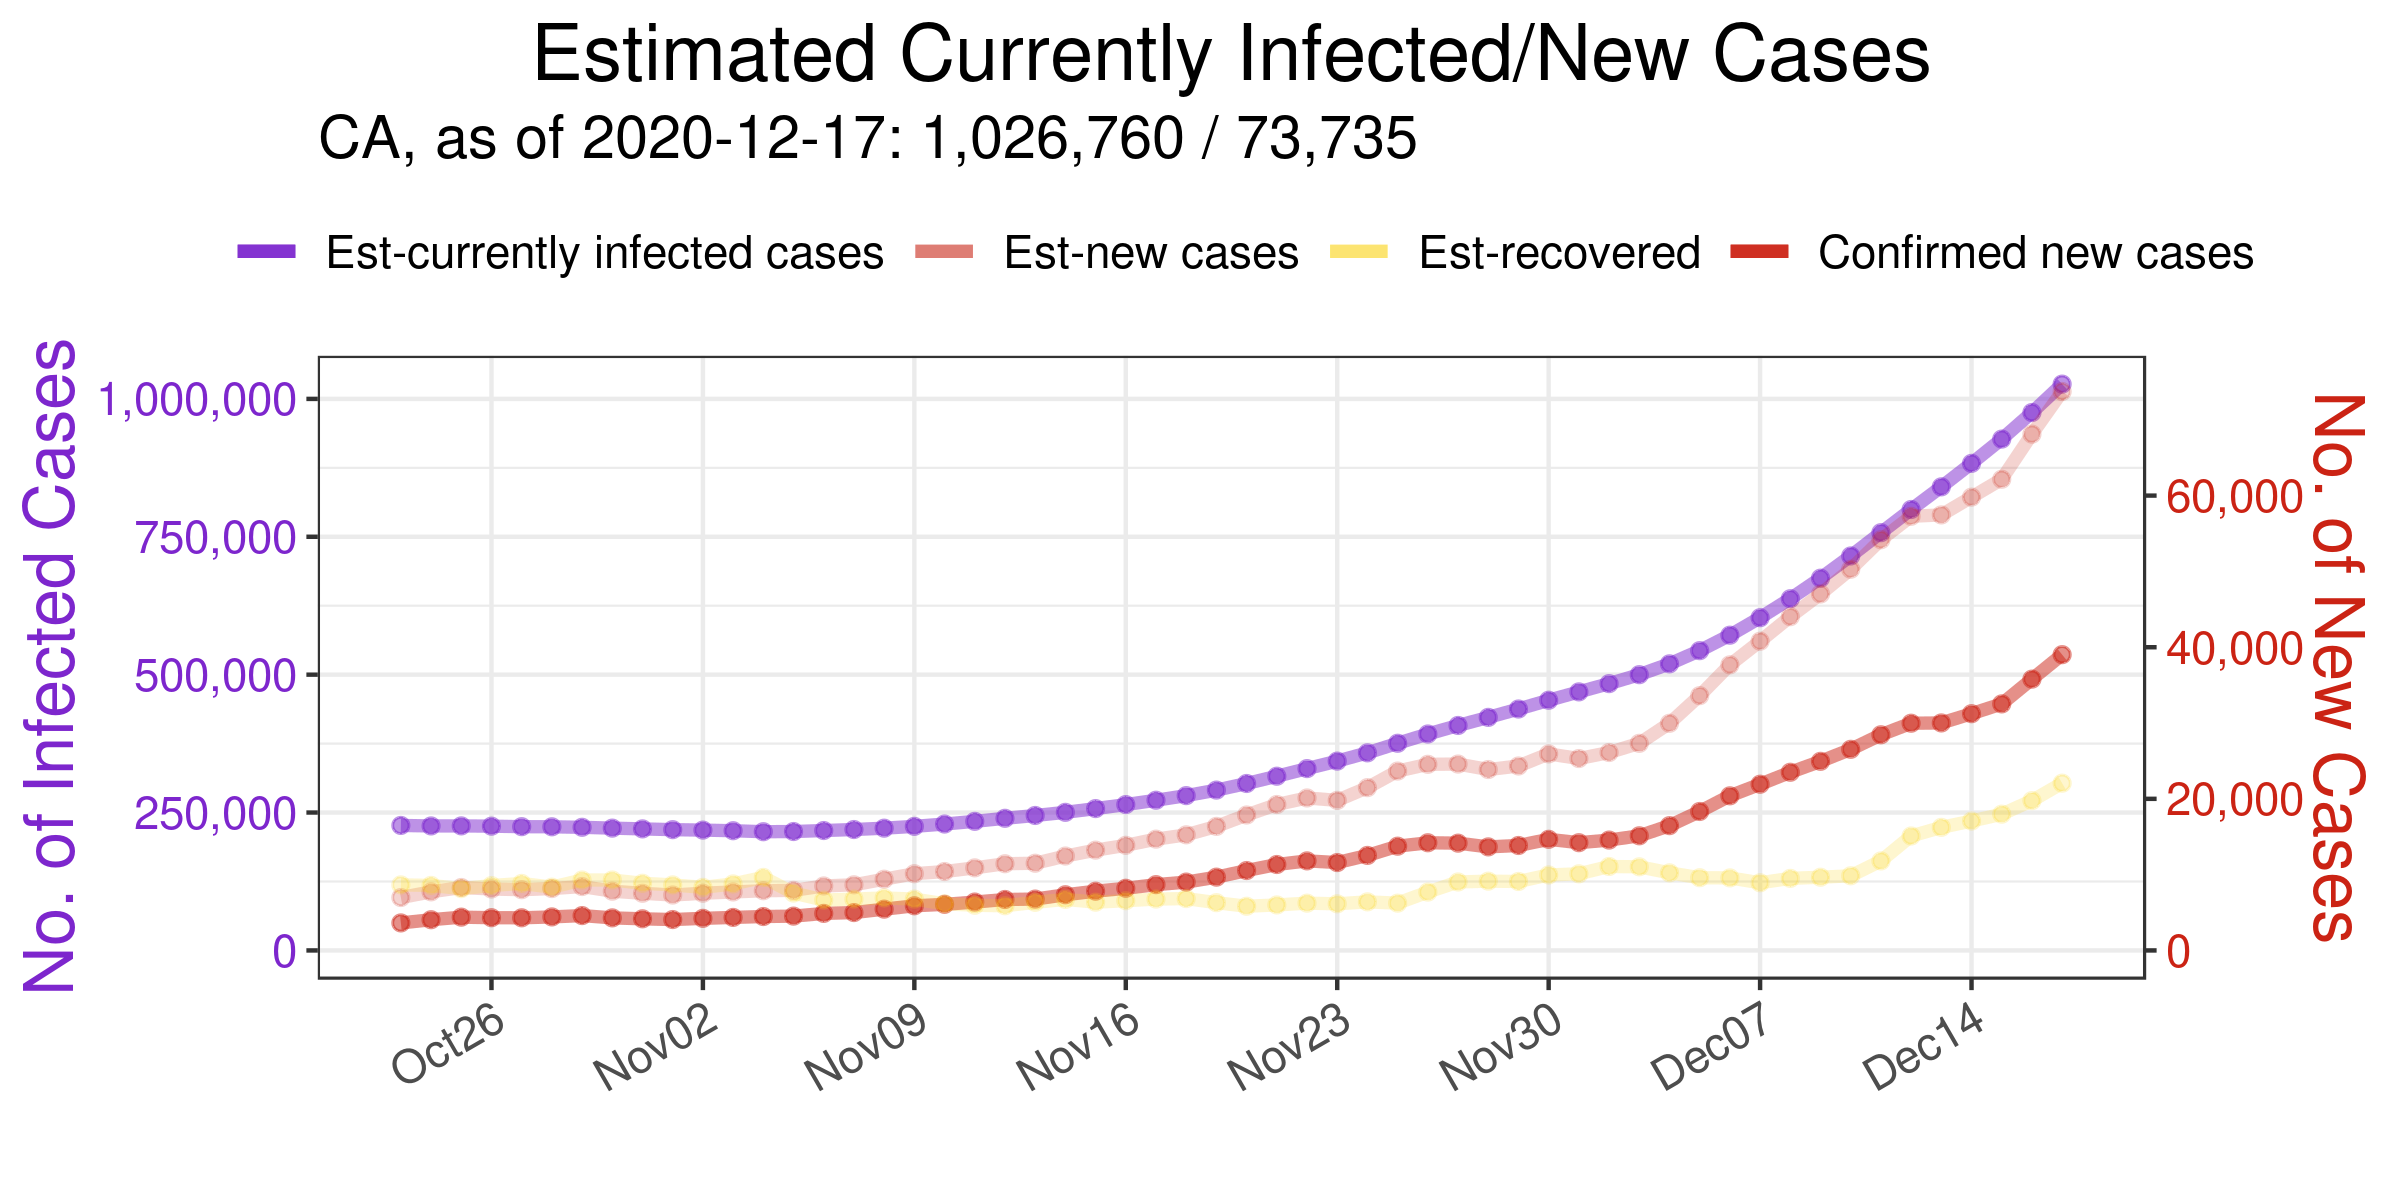 Estimated Currently Infected/New Cases
CA, as of 2020-12-17: 1,026,760 / 73,735
Est-currently infected cases Est-new cases Est-recovered Confirmed new cases
No. of Infected Cases
1,000,000
750,000
500,000
250,000
0
60,000
40,000
20,000
0
No. of New Cases
Oct26 Nov02 Nov09 Nov16 Nov23 Nov30 Dec07 Dec14